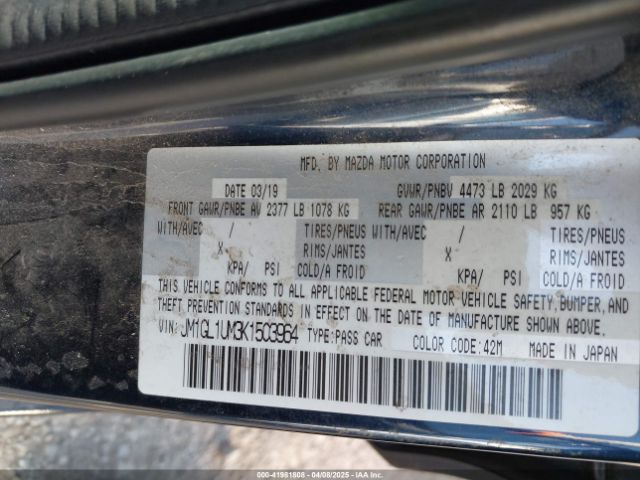 MFD. BY MAZDA MOTOR CORPORATION
DATE 03/19 GVWR/PNBV 4473 LB 2029 KG
FRONT GAWR/PNBE AV 2377 LB 1078 KG REAR GAWR/PNBE AR 2110 LB 957 KG
WITH/AVEC / TIRES/PNEUS WITH/AVEC / TIRES/PNEUS
X RIMS/JANTES X RIMS/JANTES
KPA/ PSI COLD/A FROID KPA/ PSI COLD/A FROID
THIS VEHICLE CONFORMS TO ALL APPLICABLE FEDERAL MOTOR VEHICLE SAFETY, BUMPER, AND
THEFT PREVENTION STANDARDS IN EFFECT ON THE DATE OF MANUFACTURE SHOWN ABOVE.
VIN: JM1GL1UM3K1503964 TYPE: PASS CAR COLOR CODE: 42M MADE IN JAPAN
000-41981808 04/08/2025 IAAI.COM